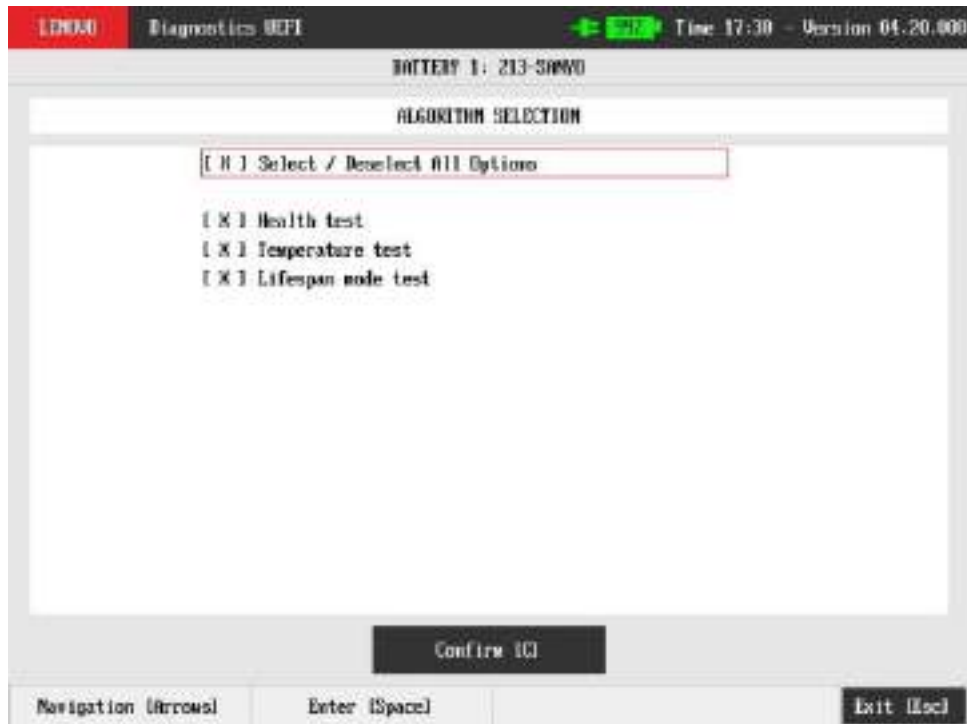 LENOVO Diagnostics UEFI Time 17:30 - Version 04.20.000
BATTERY 1: 213-SANYO
ALGORITHM SELECTION
[ X ] Select / Deselect All Options
[ X ] Health test
[ X ] Temperature test
[ X ] Lifespan mode test
Confirm [C]
Navigation [Arrows] Enter [Space] Exit [Esc]